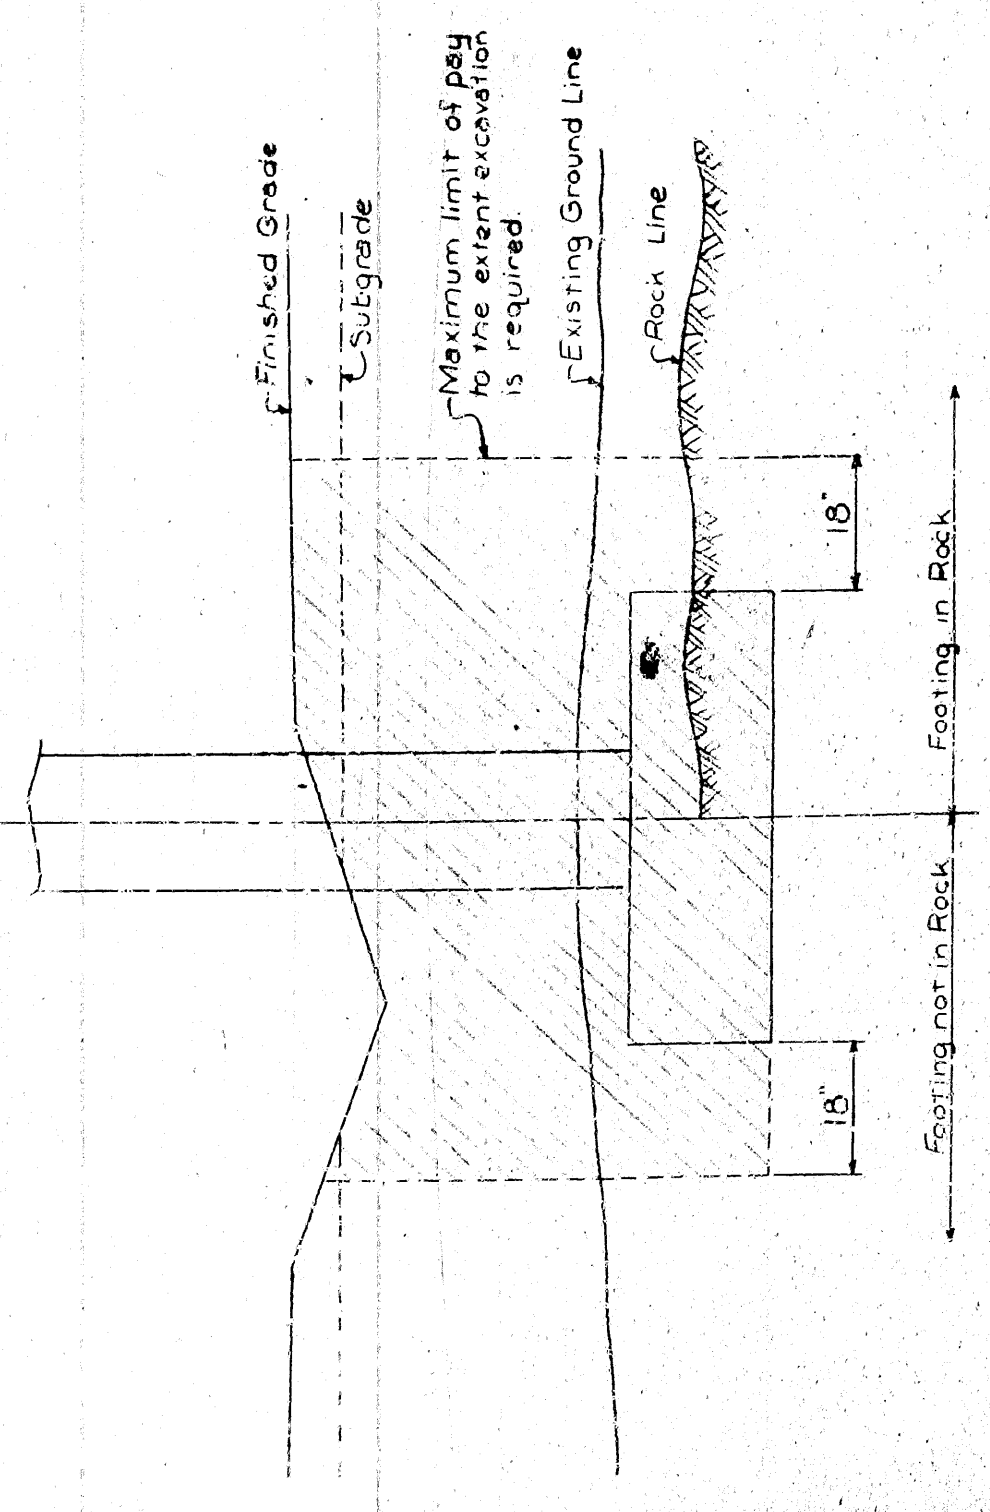 Finished Grade
Subgrade
Maximum limit of pay
to the extent excavation
is required.
Existing Ground Line
Rock Line
18"
18"
Footing not in Rock
Footing in Rock